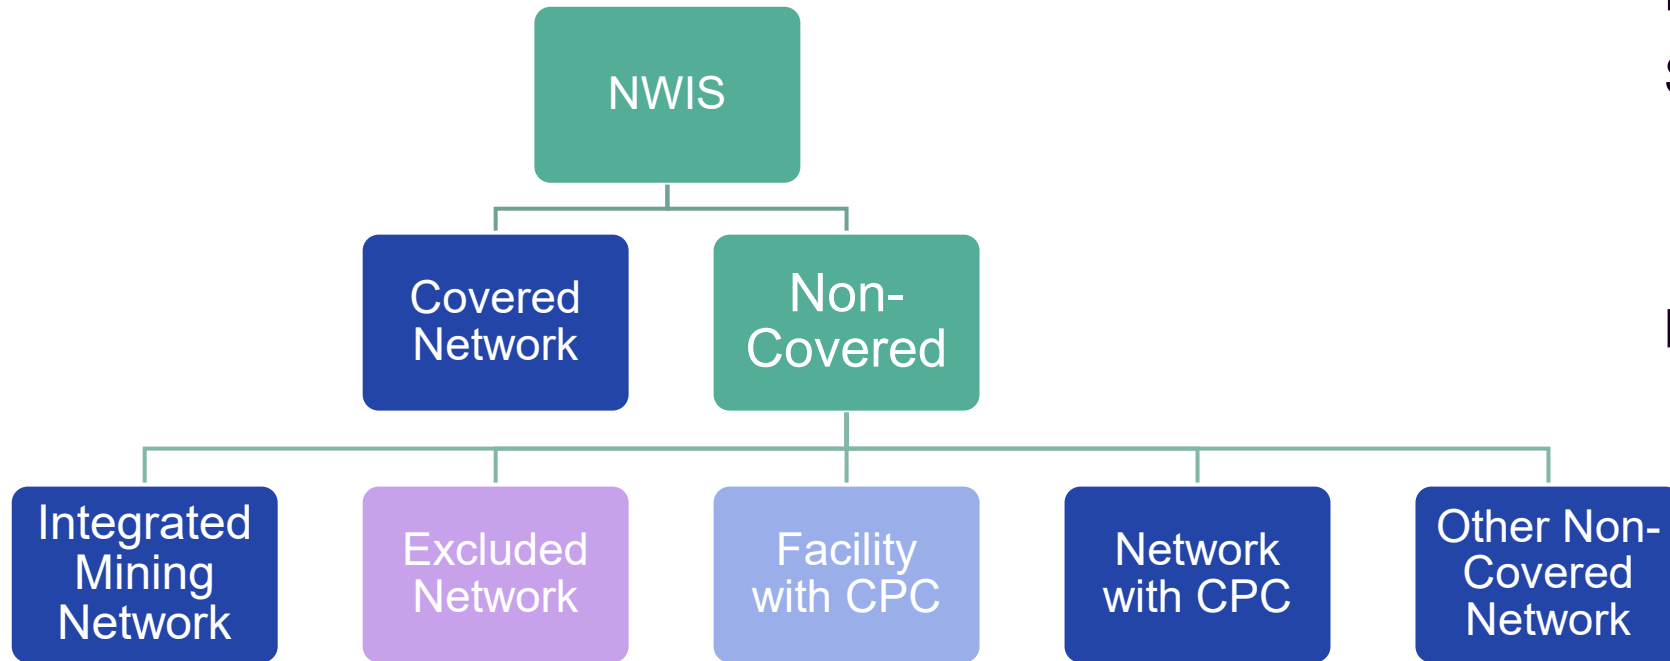 NWIS
Covered
Network
Non-
Covered
Integrated
Mining
Network
Excluded
Network
Facility
with CPC
Network
with CPC
Other Non-
Covered
Network